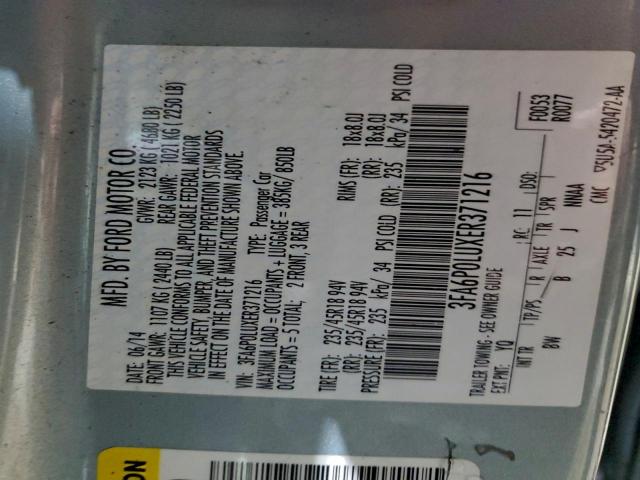 MFD. BY FORD MOTOR CO.
DATE: 06/14 GVWR: 2123 KG ( 4680 LB)
FRONT GAWR: 1107 KG ( 2440 LB) REAR GAWR: 1021 KG ( 2250 LB)
THIS VEHICLE CONFORMS TO ALL APPLICABLE FEDERAL MOTOR
VEHICLE SAFETY, BUMPER, AND THEFT PREVENTION STANDARDS
IN EFFECT ON THE DATE OF MANUFACTURE SHOWN ABOVE.
VIN: 3FA6P0LUXER371216 TYPE: Passenger Car
MAXIMUM LOAD = OCCUPANTS + LUGGAGE = 385KG/ 850LB
OCCUPANTS = 5 TOTAL: 2 FRONT, 3 REAR
TIRE (FR): 235/45R18 94V RIMS (FR): 18x8.0J
(RR): 235/45R18 94V (RR): 18x8.0J
PRESSURE (FR): 235 kPa/ 34 PSI COLD (RR): 235 kPa/ 34 PSI COLD
3FA6P0LUXER371216
TRAILER TOWING - SEE OWNER GUIDE F0053
EXT PNT: YQ RC: 11 DSO: R0077
INT TR TP/PS R AXLE TR SPR
BW B 25 J NNAA
CMC 5U5A-5420472-AA
ON